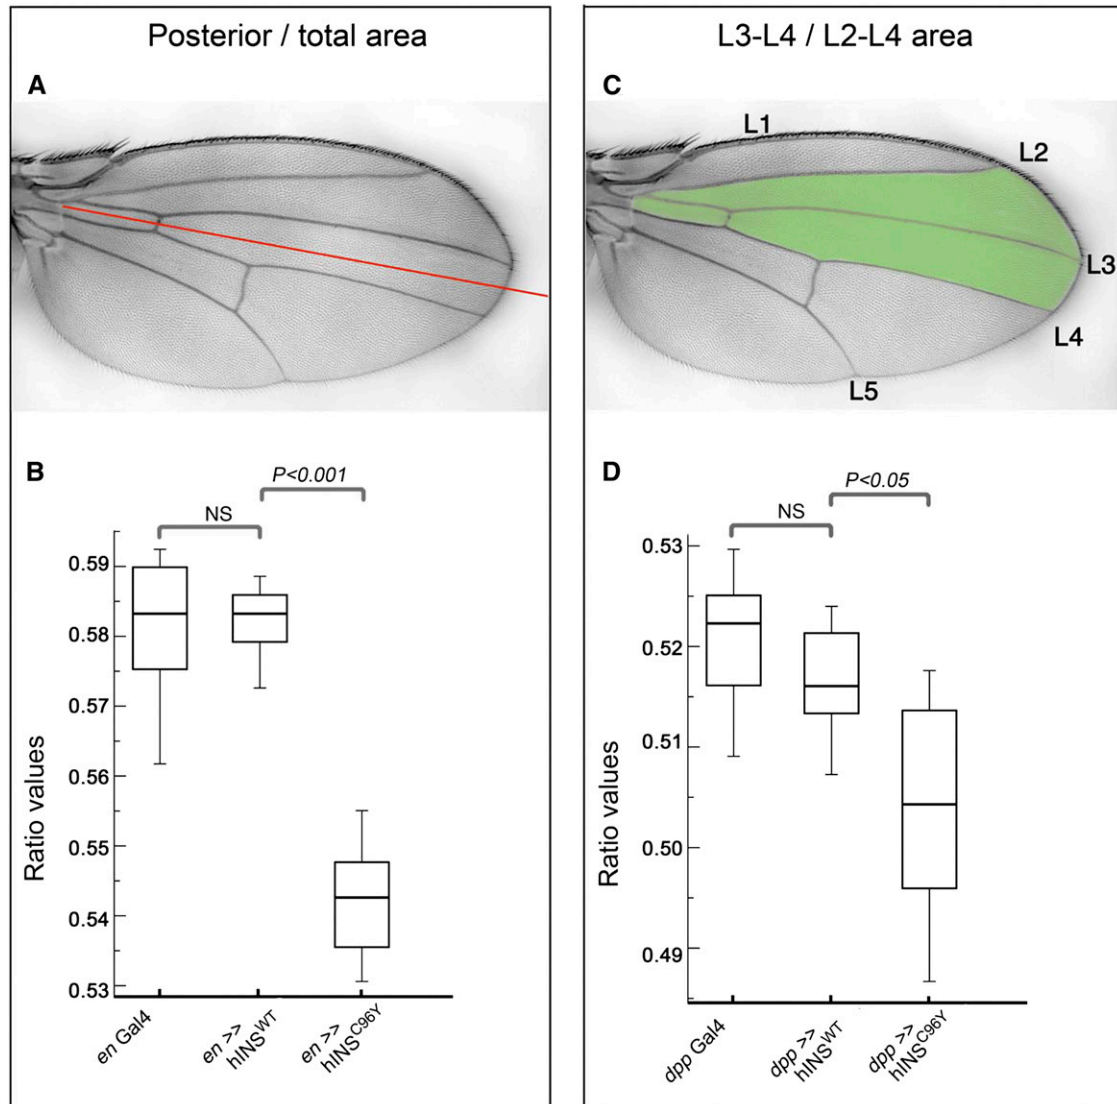 Posterior / total area
A
B
P<0.001
NS
0.59
0.58
0.57
0.56
0.55
0.54
0.53
Ratio values
en Gal4
en >>
hINS^WT
en >>
hINS^C96Y
L3-L4 / L2-L4 area
C
L1
L2
L3
L4
L5
D
P<0.05
NS
0.53
0.52
0.51
0.50
0.49
Ratio values
dpp Gal4
dpp >>
hINS^WT
dpp >>
hINS^C96Y